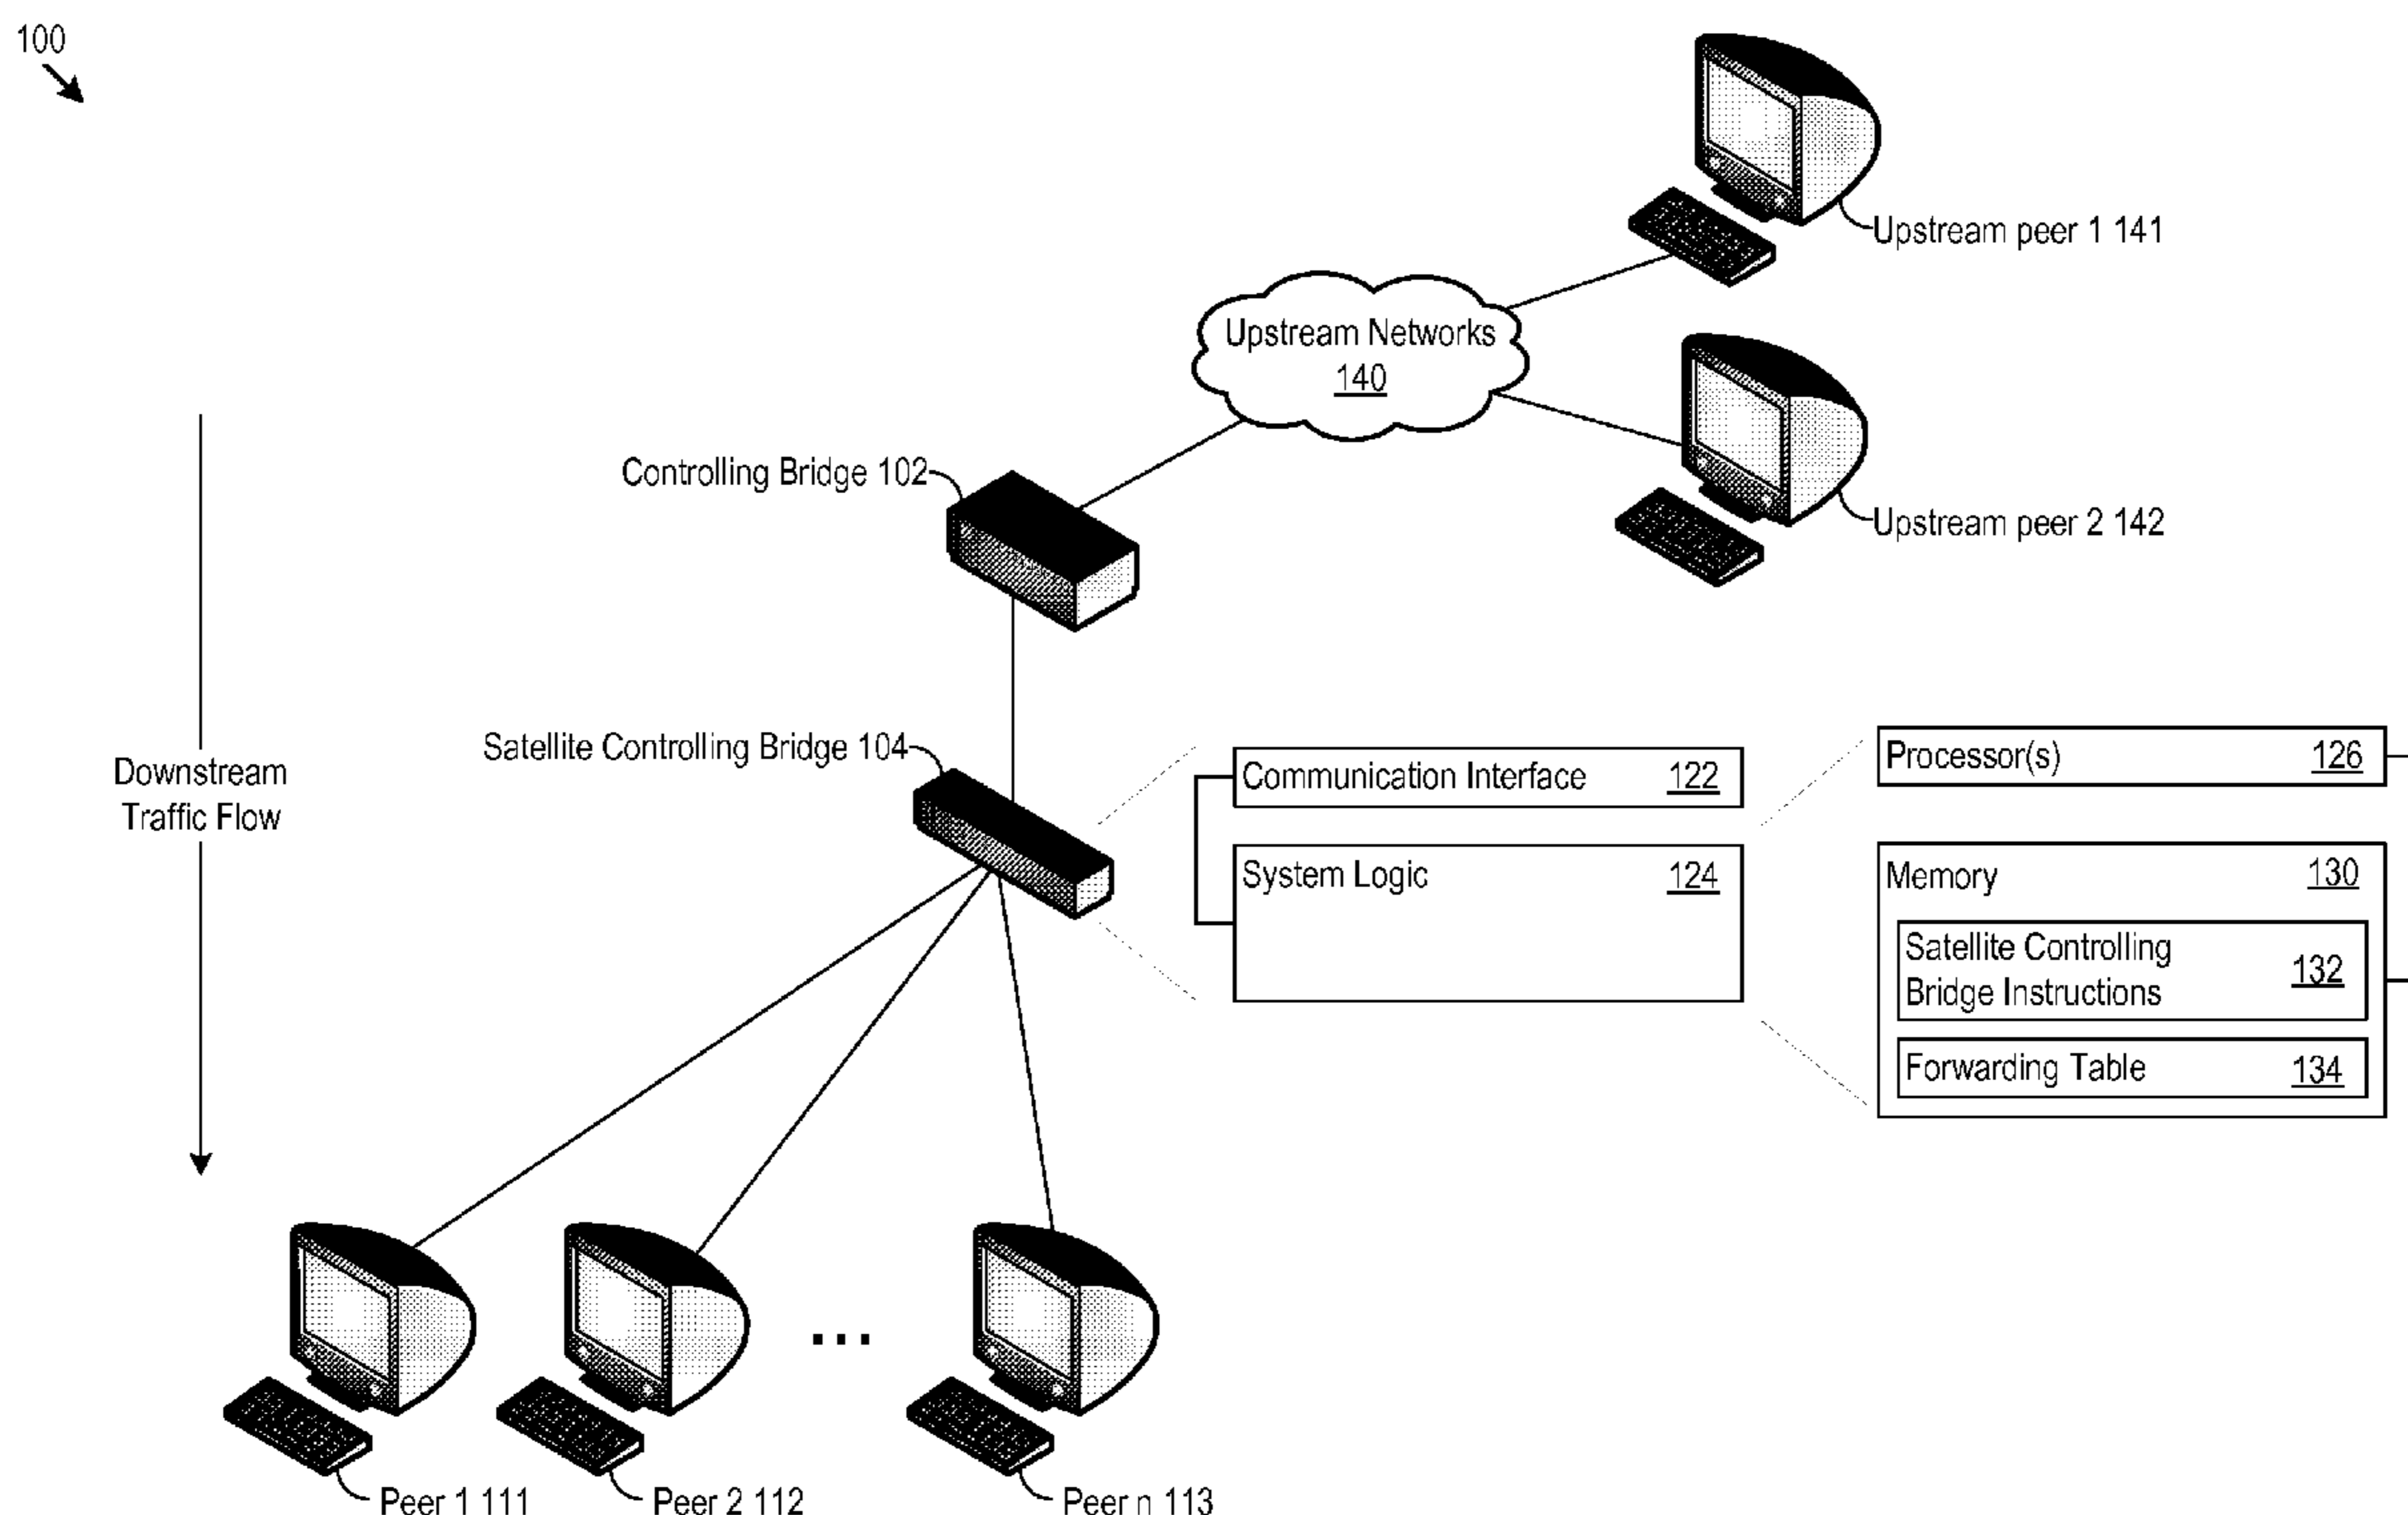 100
Upstream peer 1 141
Upstream Networks
140
Upstream peer 2 142
Controlling Bridge 102
Satellite Controlling Bridge 104
Downstream
Traffic Flow
Communication Interface 122
System Logic 124
Processor(s) 126
Memory 130
Satellite Controlling
Bridge Instructions
132
Forwarding Table 134
...
Peer 1 111
Peer 2 112
Peer n 113